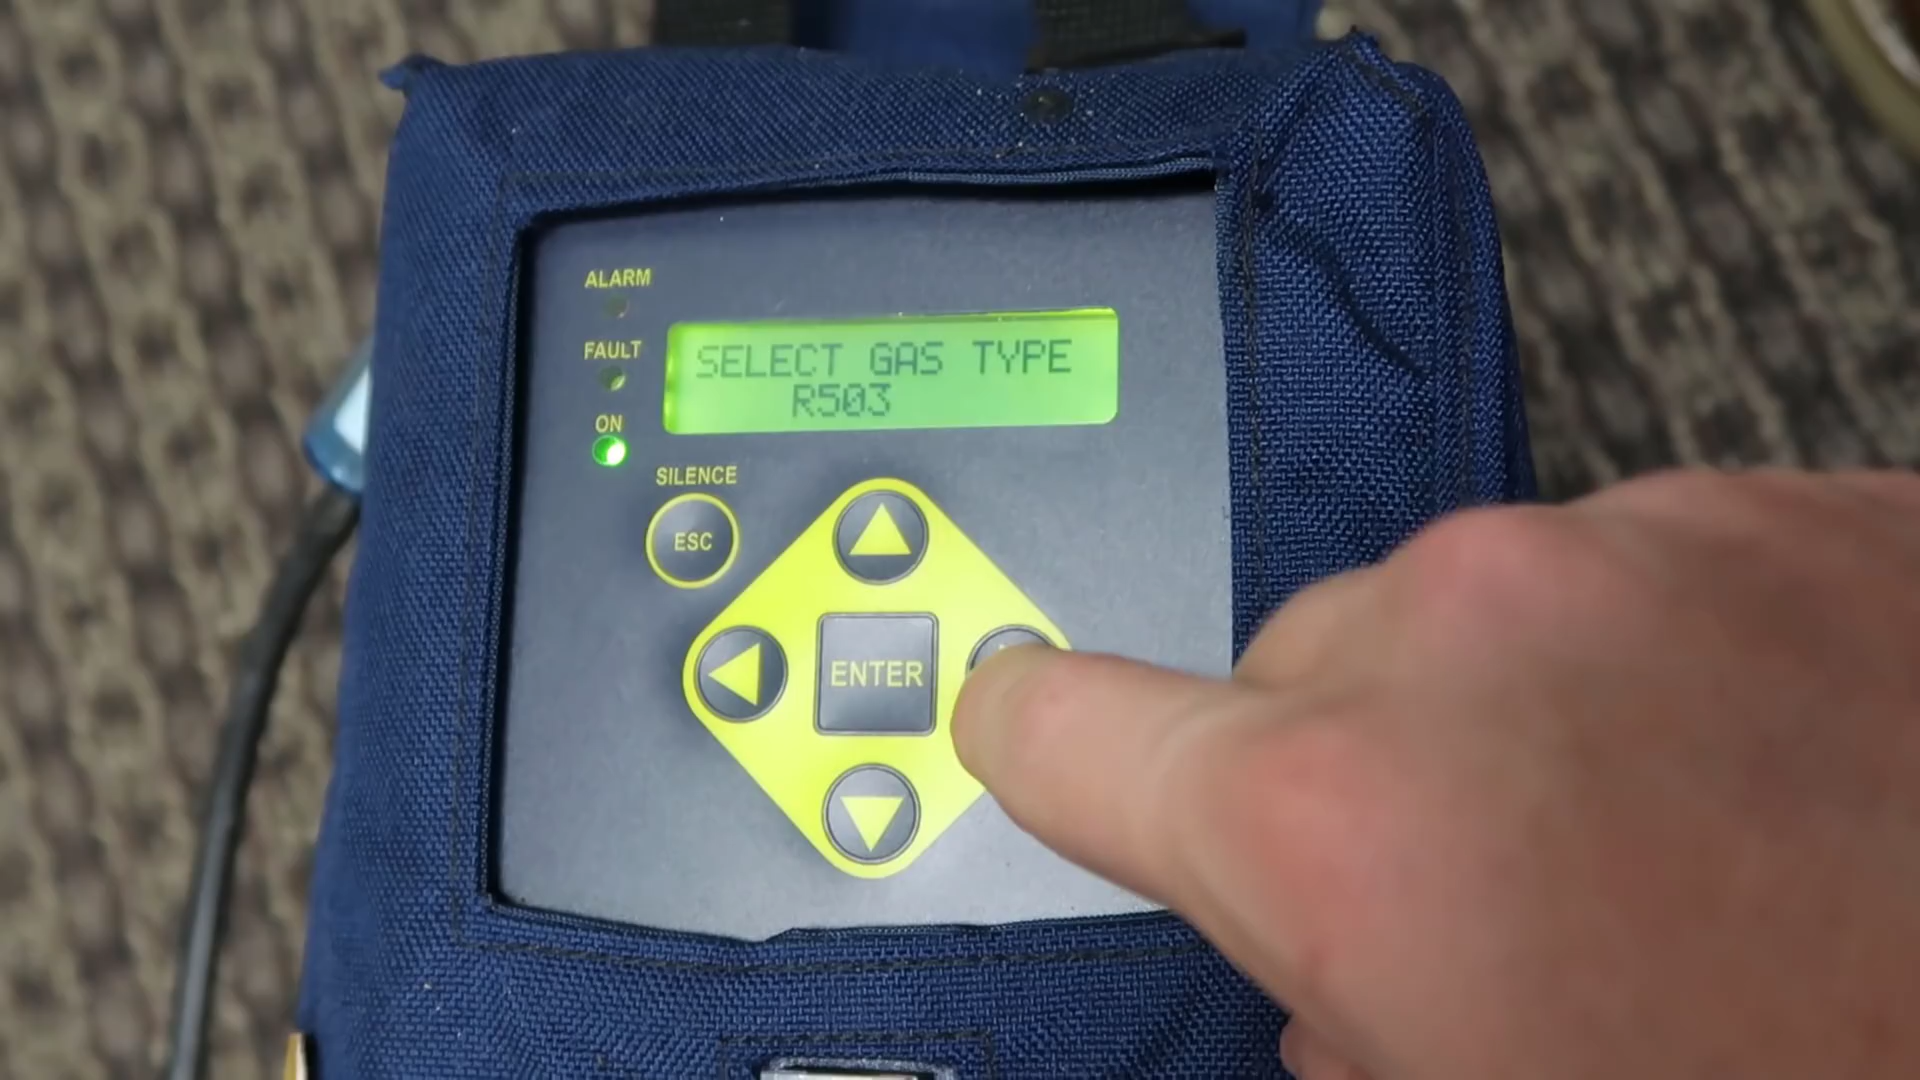 ALARM
FAULT
ON
SELECT GAS TYPE
R503
SILENCE
ESC
ENTER